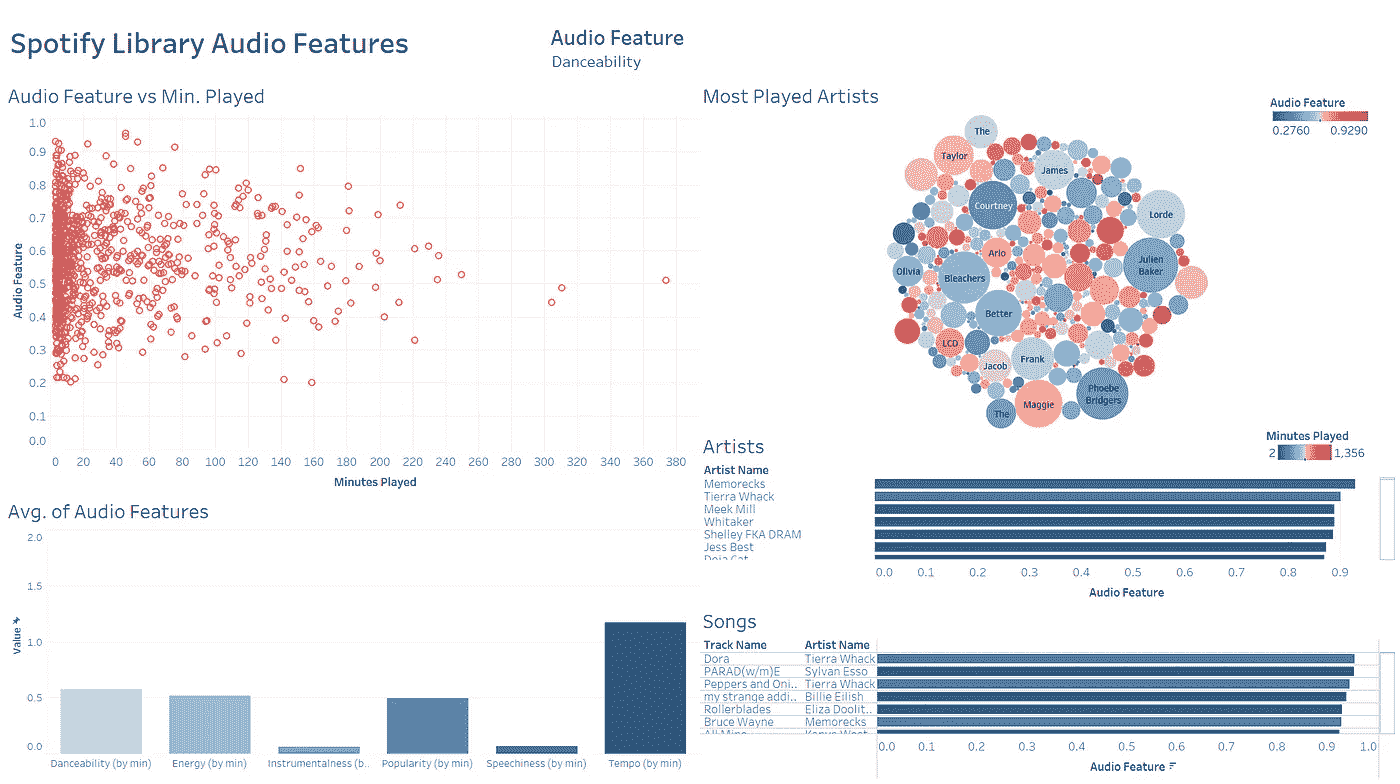 Spotify Library Audio Features
Audio Feature
Danceability
Audio Feature vs Min. Played
1.0
0.9
0.8
0.7
0.6
0.5
0.4
0.3
0.2
0.1
0.0
Audio Feature
0 20 40 60 80 100 120 140 160 180 200 220 240 260 280 300 320 340 360 380
Minutes Played
Most Played Artists
Audio Feature
0.2760 0.9290
The
Taylor
James
Courtney
Lorde
Arlo
Julien
Baker
Olivia
Bleachers
Better
LCD
Frank
Jacob
Phoebe
Bridgers
Maggie
The
Minutes Played
2 1,356
Artists
Artist Name
Memorecks
Tierra Whack
Meek Mill
Whitaker
Shelley FKA DRAM
Jess Best
Doja Cat
0.0 0.1 0.2 0.3 0.4 0.5 0.6 0.7 0.8 0.9
Audio Feature
Avg. of Audio Features
2.0
1.5
1.0
0.5
0.0
Value
Danceability (by min) Energy (by min) Instrumentalness (b.. Popularity (by min) Speechiness (by min) Tempo (by min)
Songs
Track Name Artist Name
Dora Tierra Whack
PARAD(w/m)E Sylvan Esso
Peppers and Oni.. Tierra Whack
my strange addi.. Billie Eilish
Rollerblades Eliza Doolit..
Bruce Wayne Memorecks
All Mine Kanye West
0.0 0.1 0.2 0.3 0.4 0.5 0.6 0.7 0.8 0.9 1.0
Audio Feature